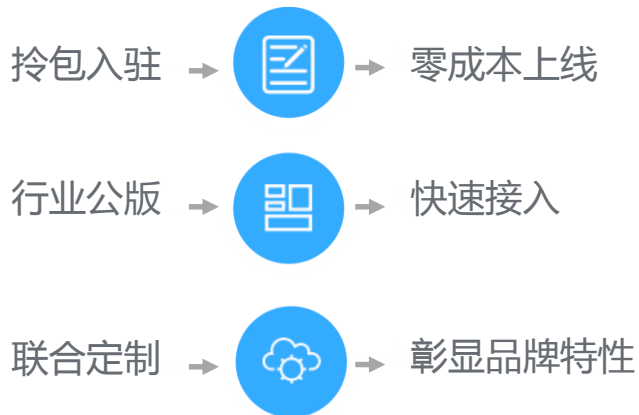 拎包入驻 零成本上线
行业公版 快速接入
联合定制 彰显品牌特性